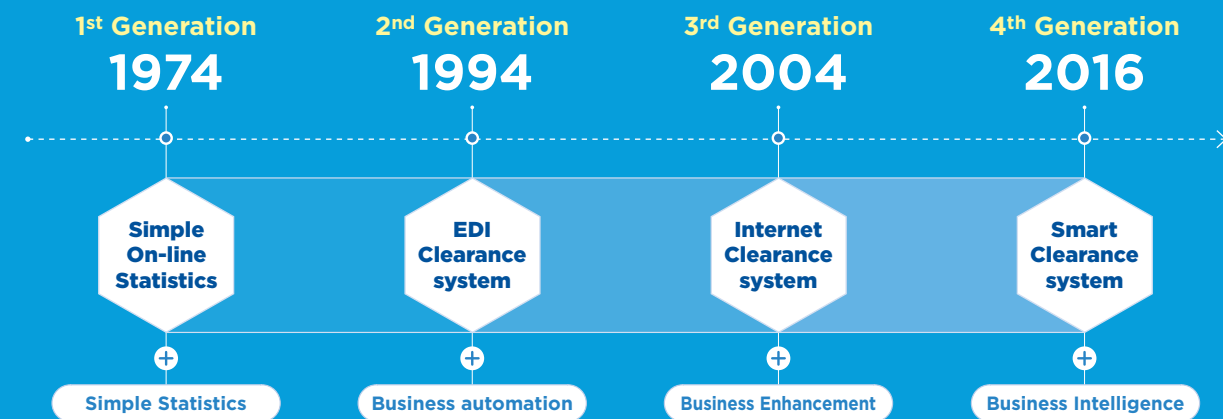 1st Generation
2nd Generation
3rd Generation
4th Generation
1974
1994
2004
2016
Simple
On-line
Statistics
EDI
Clearance
system
Internet
Clearance
system
Smart
Clearance
system
Simple Statistics
Business automation
Business Enhancement
Business Intelligence